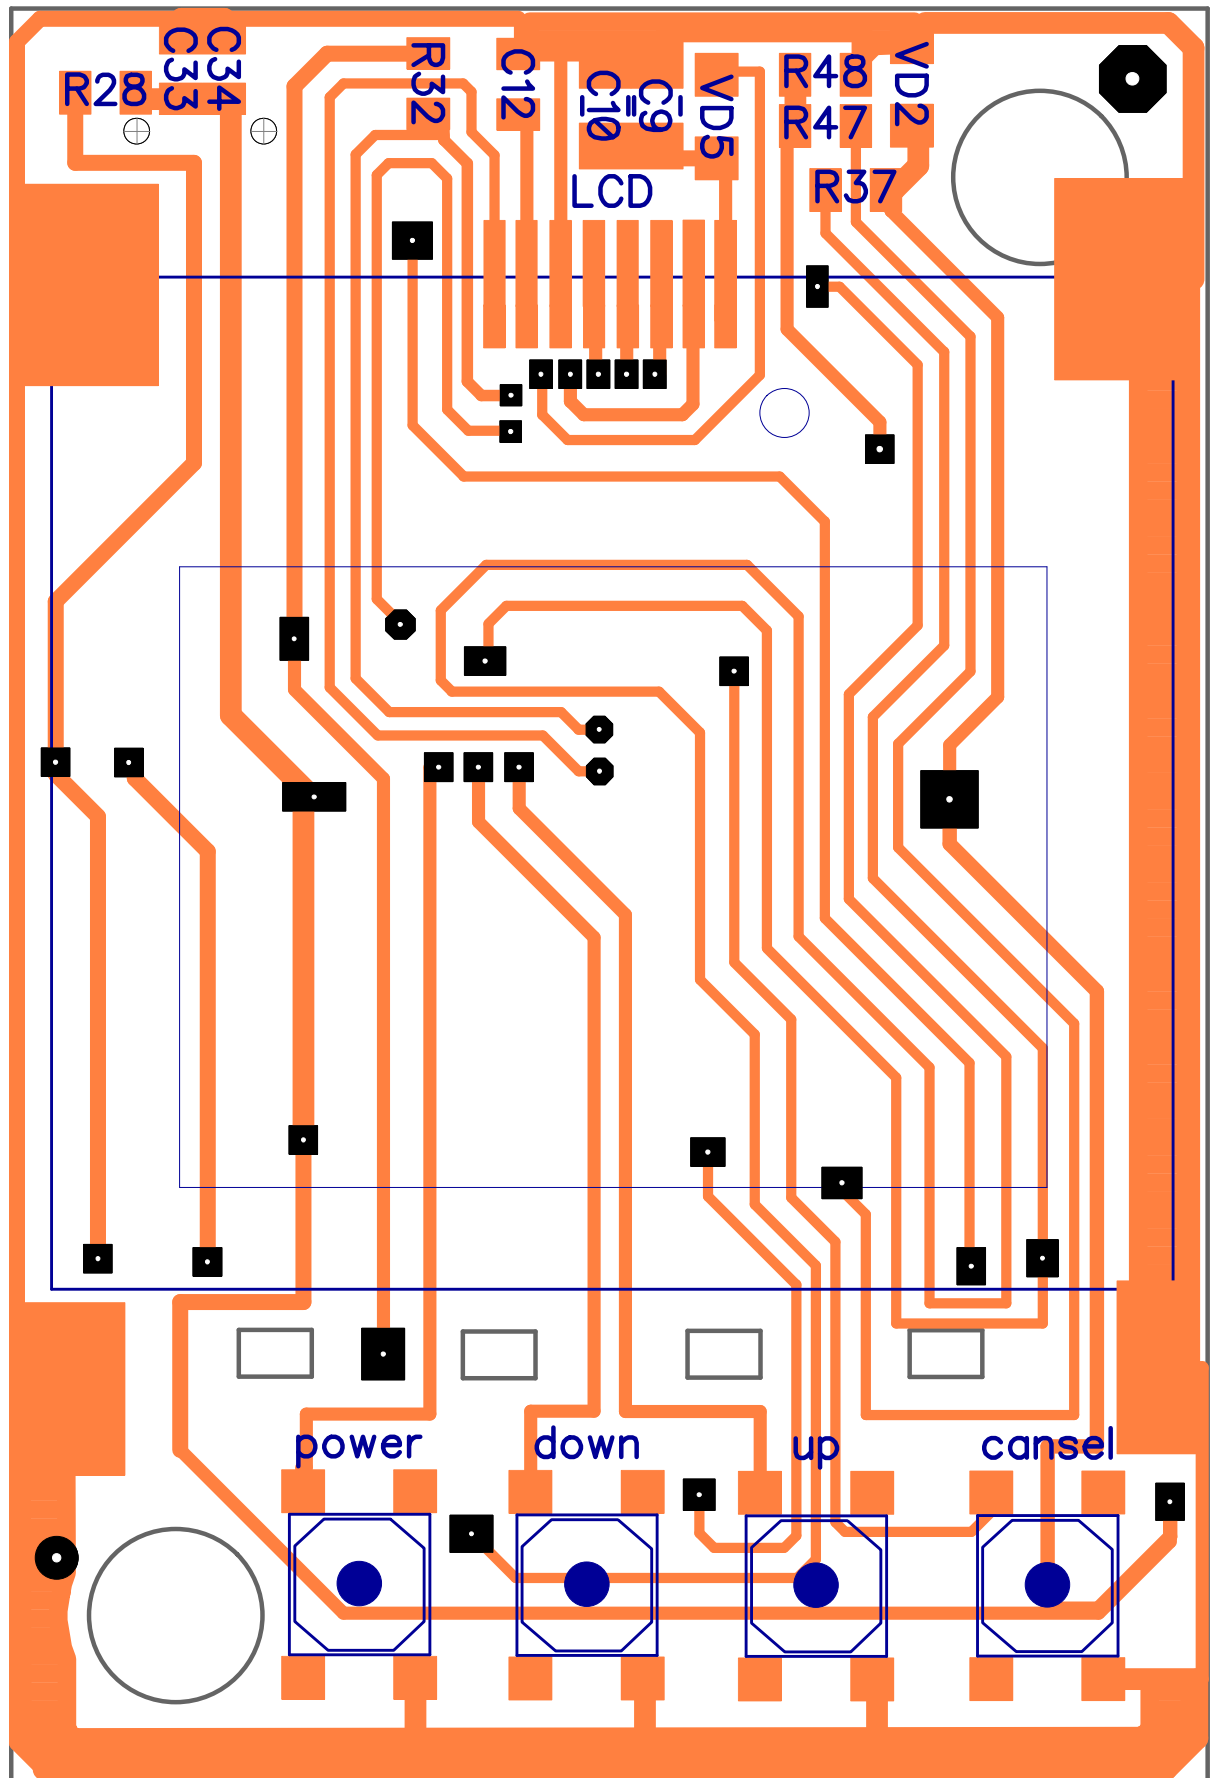 C33
C34
R28
R32
C12
C10
C9
VD5
R48
VD2
R47
R37
LCD
power
down
up
cansel